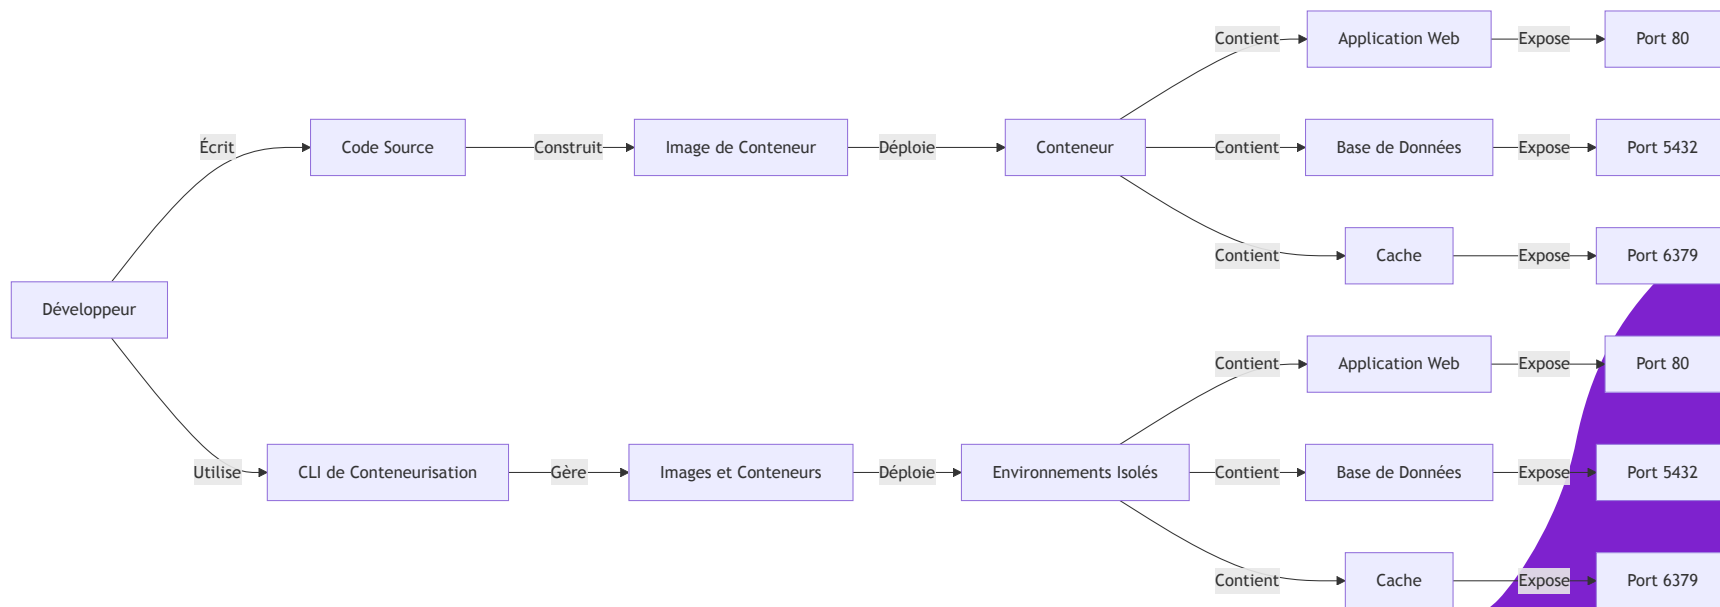 Contient
Application Web
Expose
Port 80
Écrit
Code Source
Construit
Image de Conteneur
Déploie
Conteneur
Contient
Base de Données
Expose
Port 5432
Contient
Cache
Expose
Port 6379
Développeur
Contient
Application Web
Expose
Port 80
Utilise
CLI de Conteneurisation
Gère
Images et Conteneurs
Déploie
Environnements Isolés
Contient
Base de Données
Expose
Port 5432
Contient
Cache
Expose
Port 6379